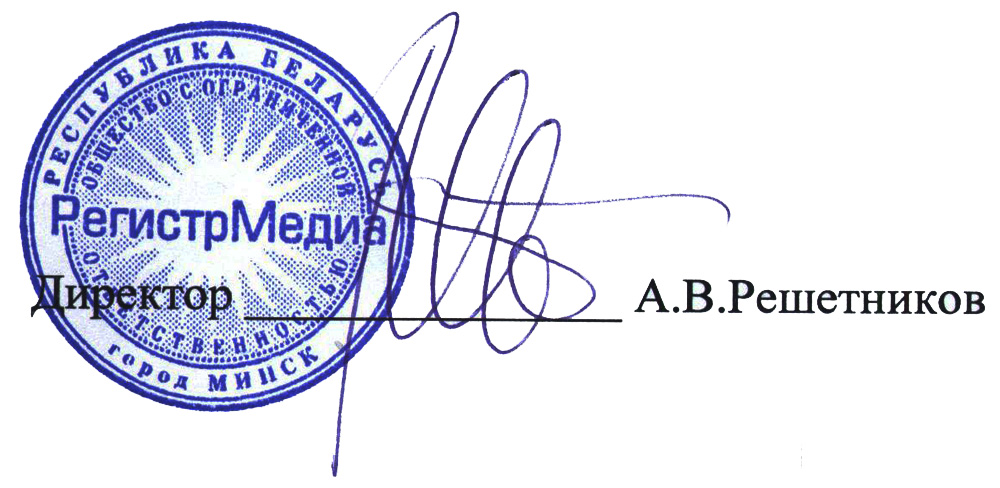 РЕСПУБЛИКА БЕЛАРУСЬ
ОБЩЕСТВО С ОГРАНИЧЕННОЙ
РегистрМедиа
ОТВЕТСТВЕННОСТЬЮ
город МИНСК
Директор А.В.Решетников